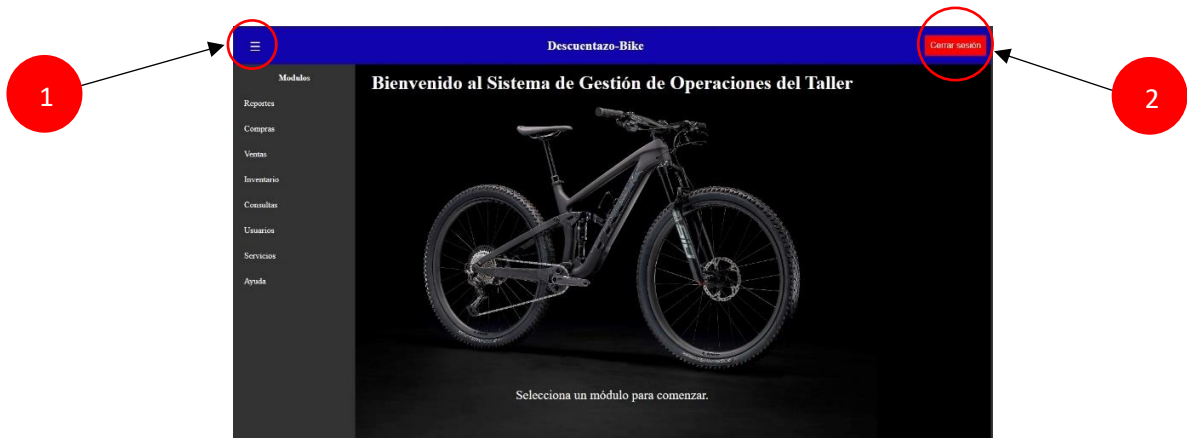 ☰
Descuentazo-Bike
Cerrar sesión
1
2
Modulos
Reportes
Compras
Ventas
Inventario
Consultas
Usuarios
Servicios
Ayuda
Bienvenido al Sistema de Gestión de Operaciones del Taller
Selecciona un módulo para comenzar.